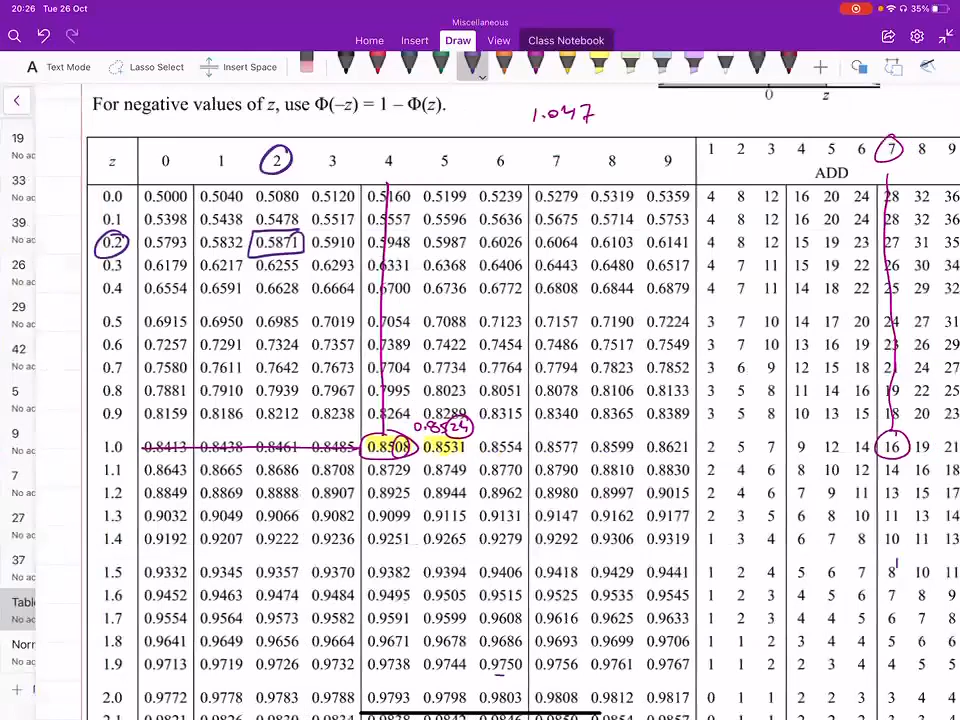 20:26 Tue 26 Oct 35%
Miscellaneous
Home Insert Draw View Class Notebook
A Text Mode Lasso Select Insert Space
For negative values of z, use Φ(–z) = 1 – Φ(z).
1.047
0 z
19
No ad
33
No ad
39
No ad
26
No ad
29
No ad
42
No ad
5
No ad
9
No ad
7
No ad
27
No ad
37
No ad
Table
No ad
Norr
No ad
z 0 1 2 3 4 5 6 7 8 9 1 2 3 4 5 6 7 8 9
ADD
0.0 0.5000 0.5040 0.5080 0.5120 0.5160 0.5199 0.5239 0.5279 0.5319 0.5359 4 8 12 16 20 24 28 32 36
0.1 0.5398 0.5438 0.5478 0.5517 0.5557 0.5596 0.5636 0.5675 0.5714 0.5753 4 8 12 16 20 24 28 32 36
0.2 0.5793 0.5832 0.5871 0.5910 0.5948 0.5987 0.6026 0.6064 0.6103 0.6141 4 8 12 15 19 23 27 31 35
0.3 0.6179 0.6217 0.6255 0.6293 0.6331 0.6368 0.6406 0.6443 0.6480 0.6517 4 7 11 15 19 22 26 30 34
0.4 0.6554 0.6591 0.6628 0.6664 0.6700 0.6736 0.6772 0.6808 0.6844 0.6879 4 7 11 14 18 22 25 29 32
0.5 0.6915 0.6950 0.6985 0.7019 0.7054 0.7088 0.7123 0.7157 0.7190 0.7224 3 7 10 14 17 20 24 27 31
0.6 0.7257 0.7291 0.7324 0.7357 0.7389 0.7422 0.7454 0.7486 0.7517 0.7549 3 7 10 13 16 19 23 26 29
0.7 0.7580 0.7611 0.7642 0.7673 0.7704 0.7734 0.7764 0.7794 0.7823 0.7852 3 6 9 12 15 18 21 24 27
0.8 0.7881 0.7910 0.7939 0.7967 0.7995 0.8023 0.8051 0.8078 0.8106 0.8133 3 5 8 11 14 16 19 22 25
0.9 0.8159 0.8186 0.8212 0.8238 0.8264 0.8289 0.8315 0.8340 0.8365 0.8389 3 5 8 10 13 15 18 20 23
0.8524
1.0 0.8413 0.8438 0.8461 0.8485 0.8508 0.8531 0.8554 0.8577 0.8599 0.8621 2 5 7 9 12 14 16 19 21
1.1 0.8643 0.8665 0.8686 0.8708 0.8729 0.8749 0.8770 0.8790 0.8810 0.8830 2 4 6 8 10 12 14 16 18
1.2 0.8849 0.8869 0.8888 0.8907 0.8925 0.8944 0.8962 0.8980 0.8997 0.9015 2 4 6 7 9 11 13 15 17
1.3 0.9032 0.9049 0.9066 0.9082 0.9099 0.9115 0.9131 0.9147 0.9162 0.9177 2 3 5 6 8 10 11 13 14
1.4 0.9192 0.9207 0.9222 0.9236 0.9251 0.9265 0.9279 0.9292 0.9306 0.9319 1 3 4 6 7 8 10 11 13
1.5 0.9332 0.9345 0.9357 0.9370 0.9382 0.9394 0.9406 0.9418 0.9429 0.9441 1 2 4 5 6 7 8 10 11
1.6 0.9452 0.9463 0.9474 0.9484 0.9495 0.9505 0.9515 0.9525 0.9535 0.9545 1 2 3 4 5 6 7 8 9
1.7 0.9554 0.9564 0.9573 0.9582 0.9591 0.9599 0.9608 0.9616 0.9625 0.9633 1 2 3 4 4 5 6 7 8
1.8 0.9641 0.9649 0.9656 0.9664 0.9671 0.9678 0.9686 0.9693 0.9699 0.9706 1 1 2 3 4 4 5 6 6
1.9 0.9713 0.9719 0.9726 0.9732 0.9738 0.9744 0.9750 0.9756 0.9761 0.9767 1 1 2 2 3 4 4 5 5
2.0 0.9772 0.9778 0.9783 0.9788 0.9793 0.9798 0.9803 0.9808 0.9812 0.9817 0 1 1 2 2 3 3 4 4